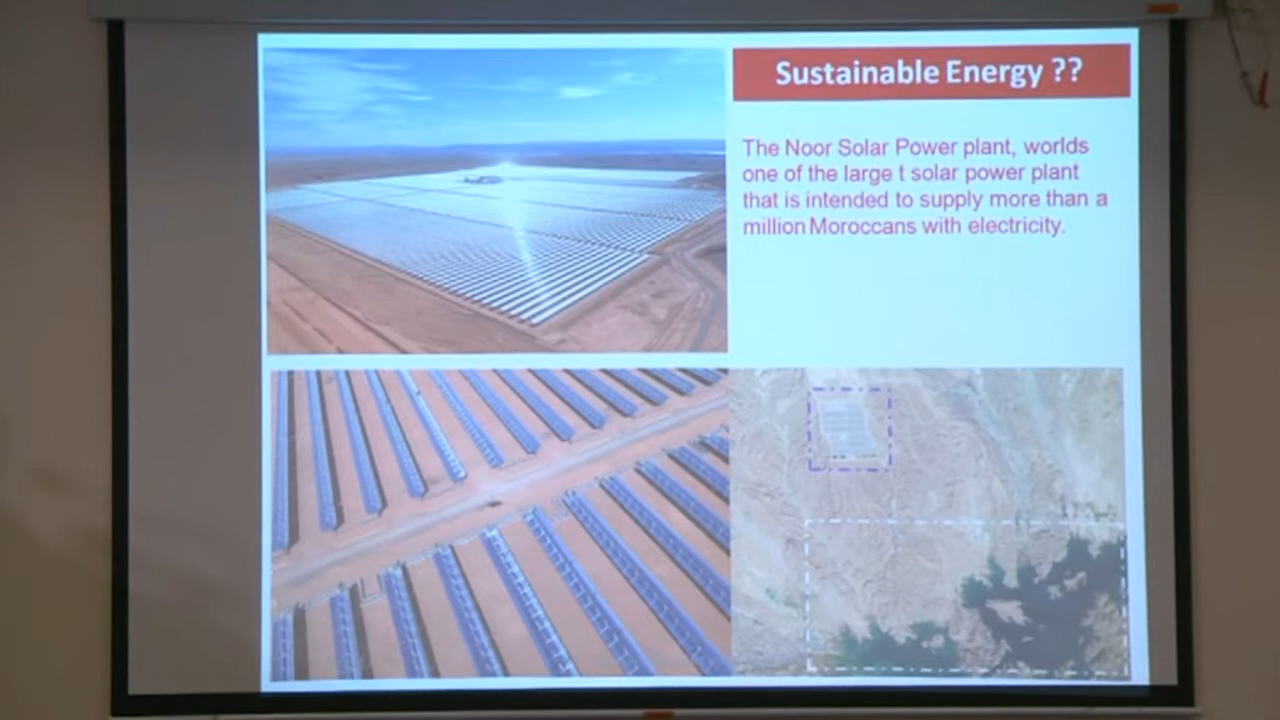 Sustainable Energy ??
The Noor Solar Power plant, worlds
one of the large t solar power plant
that is intended to supply more than a
million Moroccans with electricity.